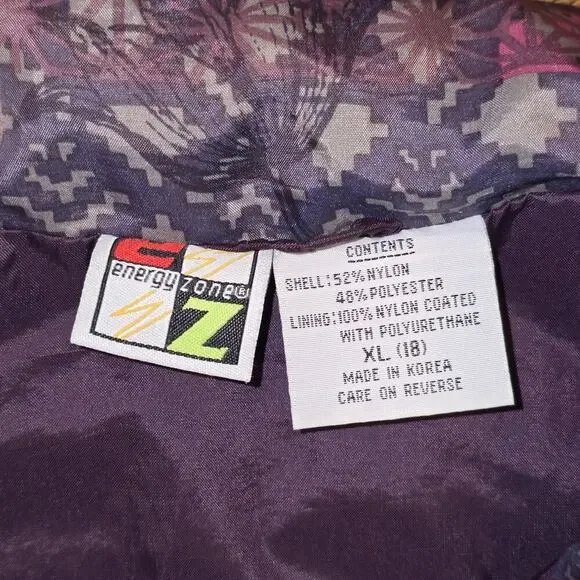 e
energy zone®
Z
CONTENTS
SHELL:52% NYLON
48% POLYESTER
LINING:100% NYLON COATED
WITH POLYURETHANE
XL (18)
MADE IN KOREA
CARE ON REVERSE